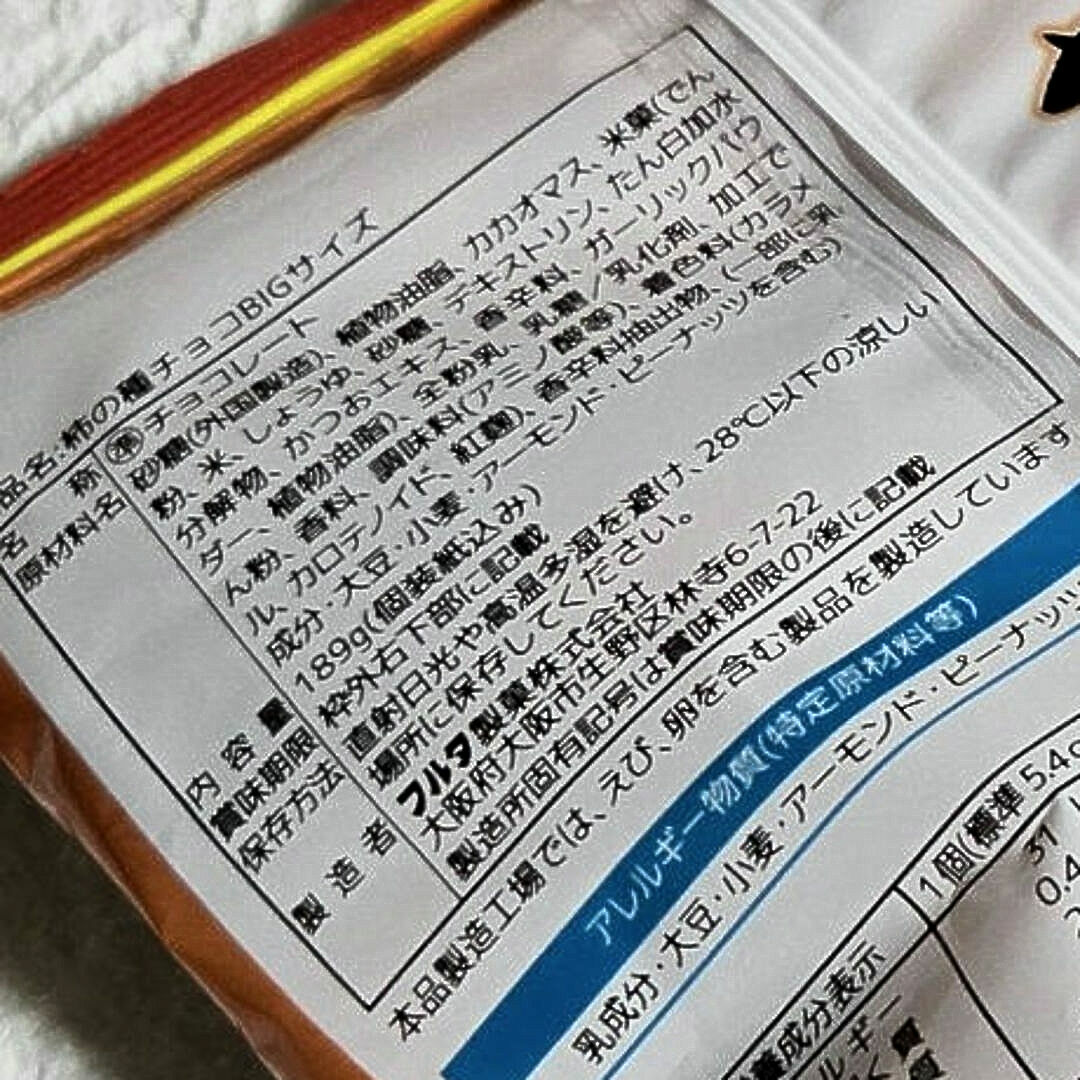 品名:柿の種チョコBIGサイズ
名称 準チョコレート
原材料名 砂糖(外国製造)、植物油脂、カカオマス、米菓(でん
粉、米、しょうゆ、砂糖、デキストリン、たん白加水
分解物、かつおエキス、香辛料、ガーリックパウ
ダー、植物油脂)、全粉乳、乳糖/乳化剤、加工で
ん粉、香料、調味料(アミノ酸等)、着色料(カラメ
ル、カロテノイド、紅麹)、香辛料抽出物、(一部に乳
成分・大豆・小麦・アーモンド・ピーナッツを含む)
内容量 189g(個装紙込み)
賞味期限 枠外右下部に記載
保存方法 直射日光や高温多湿を避け、28℃以下の涼しい
場所に保存してください。
製造者 フルタ製菓株式会社
大阪府大阪市生野区林寺6-7-22
製造所固有記号は賞味期限の後に記載
本品製造工場では、えび、卵を含む製品を製造しています
アレルギー物質(特定原材料等)
乳成分・大豆・小麦・アーモンド・ピーナッツ
養成分表示 1個(標準5.4g
ルギー 31
0.4